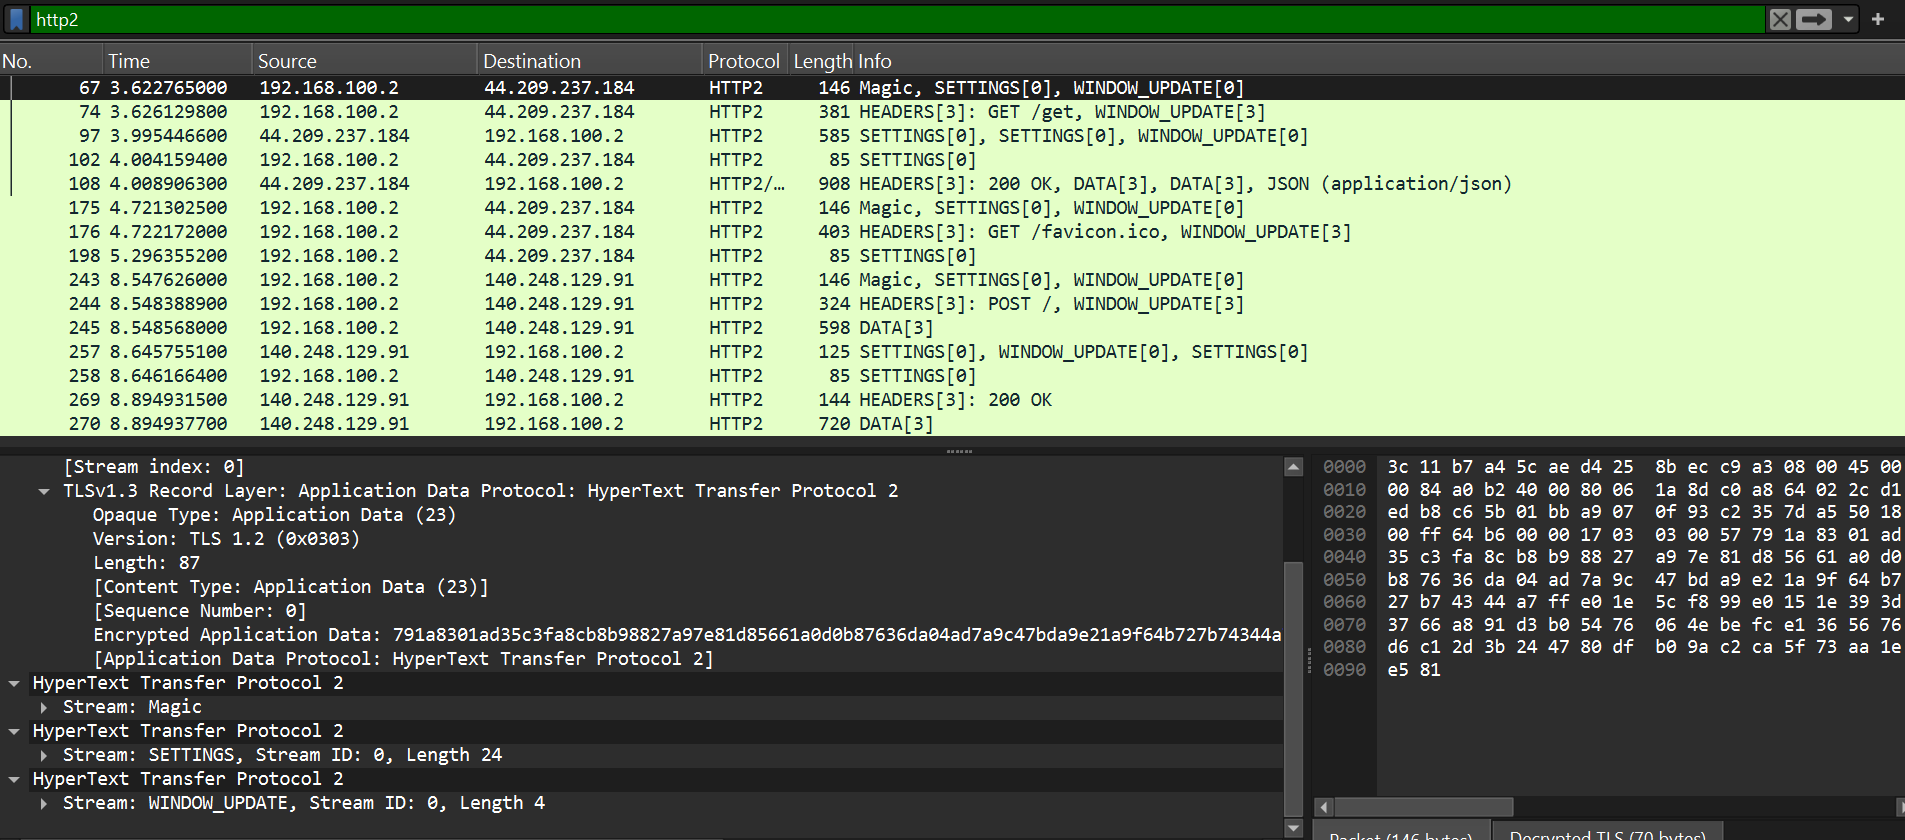 http2
No. Time Source Destination Protocol Length Info
67 3.622765000 192.168.100.2 44.209.237.184 HTTP2 146 Magic, SETTINGS[0], WINDOW_UPDATE[0]
74 3.626129800 192.168.100.2 44.209.237.184 HTTP2 381 HEADERS[3]: GET /get, WINDOW_UPDATE[3]
97 3.995446600 44.209.237.184 192.168.100.2 HTTP2 585 SETTINGS[0], SETTINGS[0], WINDOW_UPDATE[0]
102 4.004159400 192.168.100.2 44.209.237.184 HTTP2 85 SETTINGS[0]
108 4.008906300 44.209.237.184 192.168.100.2 HTTP2/… 908 HEADERS[3]: 200 OK, DATA[3], DATA[3], JSON (application/json)
175 4.721302500 192.168.100.2 44.209.237.184 HTTP2 146 Magic, SETTINGS[0], WINDOW_UPDATE[0]
176 4.722172000 192.168.100.2 44.209.237.184 HTTP2 403 HEADERS[3]: GET /favicon.ico, WINDOW_UPDATE[3]
198 5.296355200 192.168.100.2 44.209.237.184 HTTP2 85 SETTINGS[0]
243 8.547626000 192.168.100.2 140.248.129.91 HTTP2 146 Magic, SETTINGS[0], WINDOW_UPDATE[0]
244 8.548388900 192.168.100.2 140.248.129.91 HTTP2 324 HEADERS[3]: POST /, WINDOW_UPDATE[3]
245 8.548568000 192.168.100.2 140.248.129.91 HTTP2 598 DATA[3]
257 8.645755100 140.248.129.91 192.168.100.2 HTTP2 125 SETTINGS[0], WINDOW_UPDATE[0], SETTINGS[0]
258 8.646166400 192.168.100.2 140.248.129.91 HTTP2 85 SETTINGS[0]
269 8.894931500 140.248.129.91 192.168.100.2 HTTP2 144 HEADERS[3]: 200 OK
270 8.894937700 140.248.129.91 192.168.100.2 HTTP2 720 DATA[3]
[Stream index: 0]
TLSv1.3 Record Layer: Application Data Protocol: HyperText Transfer Protocol 2
Opaque Type: Application Data (23)
Version: TLS 1.2 (0x0303)
Length: 87
[Content Type: Application Data (23)]
[Sequence Number: 0]
Encrypted Application Data: 791a8301ad35c3fa8cb8b98827a97e81d85661a0d0b87636da04ad7a9c47bda9e21a9f64b727b74344a
[Application Data Protocol: HyperText Transfer Protocol 2]
HyperText Transfer Protocol 2
Stream: Magic
HyperText Transfer Protocol 2
Stream: SETTINGS, Stream ID: 0, Length 24
HyperText Transfer Protocol 2
Stream: WINDOW_UPDATE, Stream ID: 0, Length 4
0000 3c 11 b7 a4 5c ae d4 25 8b ec c9 a3 08 00 45 00
0010 00 84 a0 b2 40 00 80 06 1a 8d c0 a8 64 02 2c d1
0020 ed b8 c6 5b 01 bb a9 07 0f 93 c2 35 7d a5 50 18
0030 00 ff 64 b6 00 00 17 03 03 00 57 79 1a 83 01 ad
0040 35 c3 fa 8c b8 b9 88 27 a9 7e 81 d8 56 61 a0 d0
0050 b8 76 36 da 04 ad 7a 9c 47 bd a9 e2 1a 9f 64 b7
0060 27 b7 43 44 a7 ff e0 1e 5c f8 99 e0 15 1e 39 3d
0070 37 66 a8 91 d3 b0 54 76 06 4e be fc e1 36 56 76
0080 d6 c1 2d 3b 24 47 80 df b0 9a c2 ca 5f 73 aa 1e
0090 e5 81
Packet (146 bytes) Decrypted TLS (70 bytes)